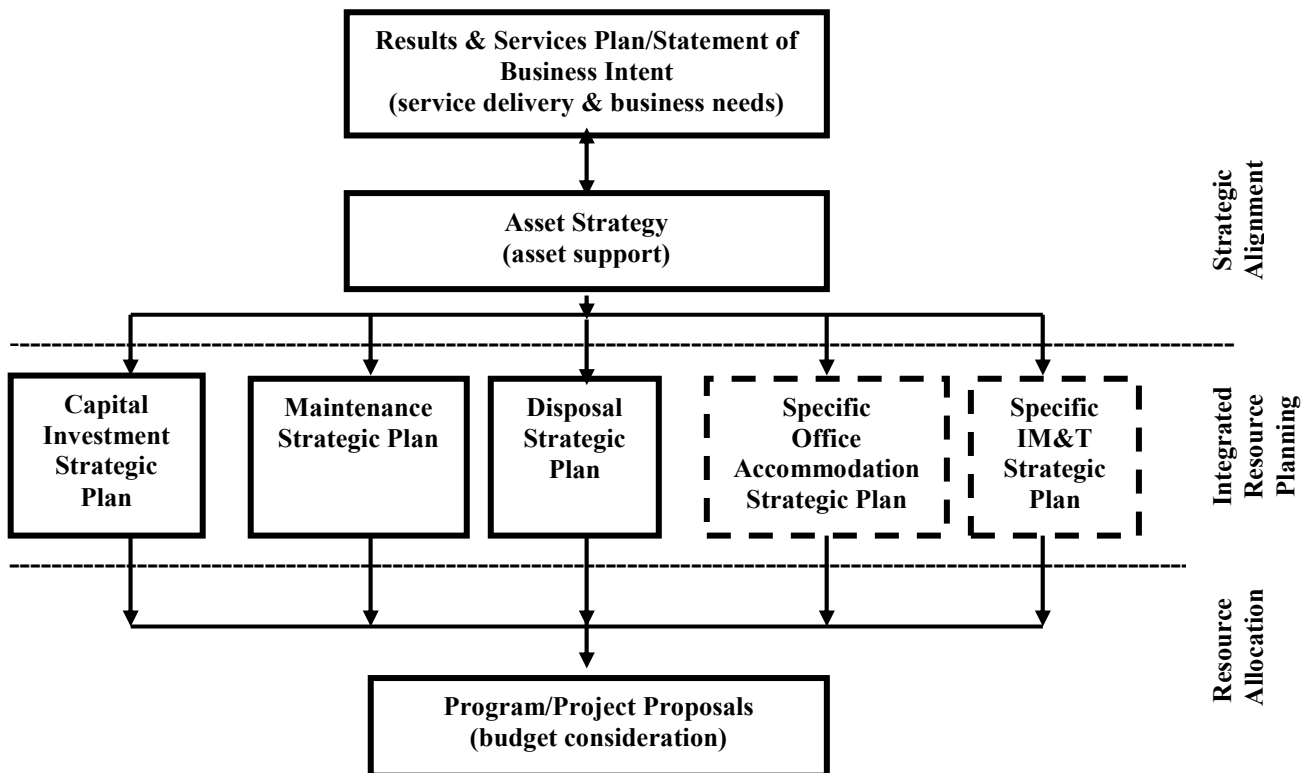 Results & Services Plan/Statement of
Business Intent
(service delivery & business needs)
Asset Strategy
(asset support)
Strategic
Alignment
Capital
Investment
Strategic
Plan
Maintenance
Strategic Plan
Disposal
Strategic
Plan
Specific
Office
Accommodation
Strategic Plan
Specific
IM&T
Strategic
Plan
Integrated
Resource
Planning
Program/Project Proposals
(budget consideration)
Resource
Allocation